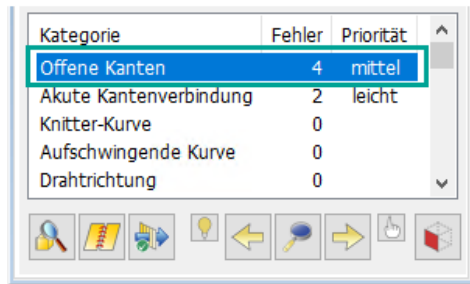 Kategorie Fehler Priorität
Offene Kanten 4 mittel
Akute Kantenverbindung 2 leicht
Knitter-Kurve 0
Aufschwingende Kurve 0
Drahtrichtung 0